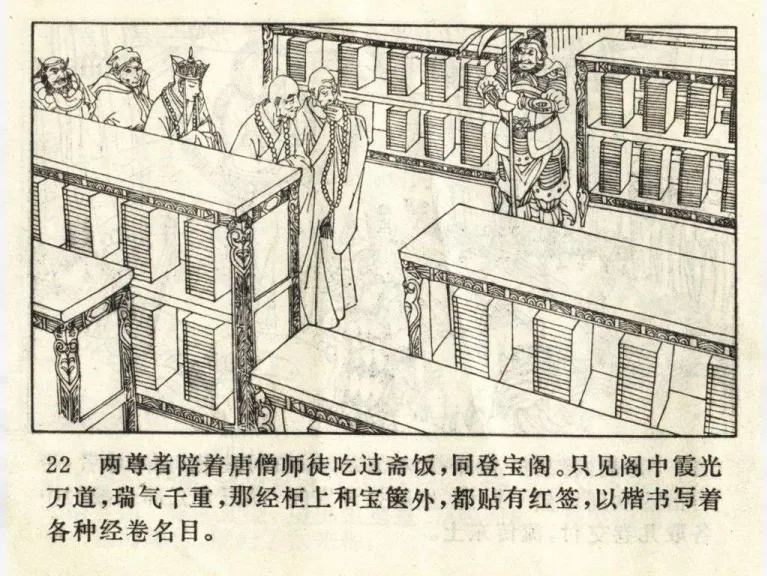 22 两尊者陪着唐僧师徒吃过斋饭，同登宝阁。只见阁中霞光
万道，瑞气千重，那经柜上和宝箧外，都贴有红签，以楷书写着
各种经卷名目。